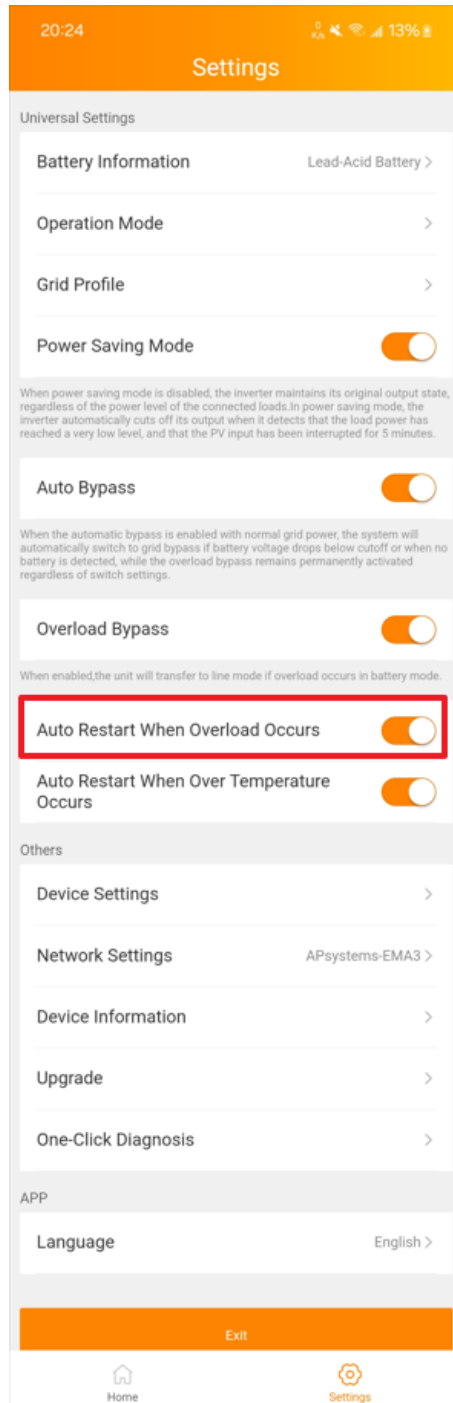 20:24
0 K/s 13%
Settings
Universal Settings
Battery Information Lead-Acid Battery >
Operation Mode >
Grid Profile >
Power Saving Mode
When power saving mode is disabled, the inverter maintains its original output state,
regardless of the power level of the connected loads.In power saving mode, the
inverter automatically cuts off its output when it detects that the load power has
reached a very low level, and that the PV input has been interrupted for 5 minutes.
Auto Bypass
When the automatic bypass is enabled with normal grid power, the system will
automatically switch to grid bypass if battery voltage drops below cutoff or when no
battery is detected, while the overload bypass remains permanently activated
regardless of switch settings.
Overload Bypass
When enabled,the unit will transfer to line mode if overload occurs in battery mode.
Auto Restart When Overload Occurs
Auto Restart When Over Temperature
Occurs
Others
Device Settings >
Network Settings APsystems-EMA3 >
Device Information >
Upgrade >
One-Click Diagnosis >
APP
Language English >
Exit
Home Settings